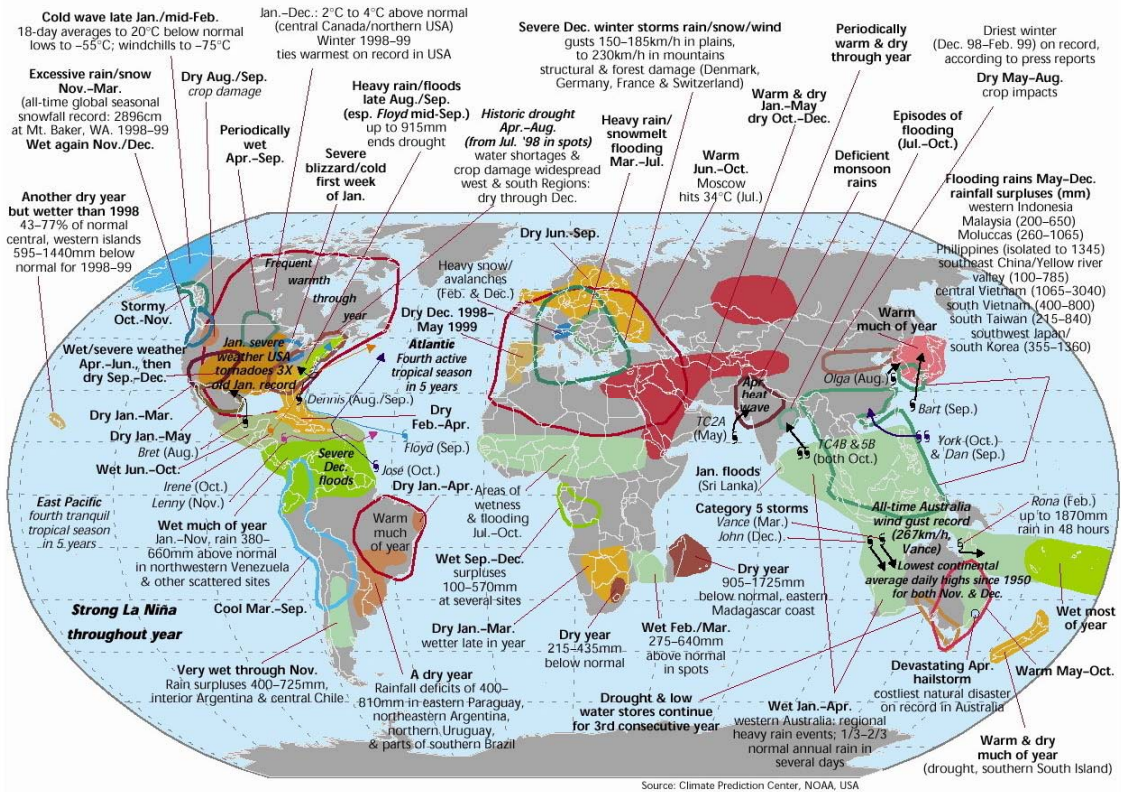 Cold wave late Jan./mid-Feb.
18-day averages to 20°C below normal
lows to –55°C; windchills to –75°C
Jan.–Dec.: 2°C to 4°C above normal
(central Canada/northern USA)
Winter 1998–99
ties warmest on record in USA
Severe Dec. winter storms rain/snow/wind
gusts 150–185km/h in plains,
to 230km/h in mountains
structural & forest damage (Denmark,
Germany, France & Switzerland)
Periodically
warm & dry
through year
Driest winter
(Dec. 98–Feb. 99) on record,
according to press reports
Dry May–Aug.
crop impacts
Excessive rain/snow
Nov.–Mar.
(all-time global seasonal
snowfall record: 2896cm
at Mt. Baker, WA. 1998–99
Wet again Nov./Dec.
Dry Aug./Sep.
crop damage
Periodically
wet
Apr.–Sep.
Severe
blizzard/cold
first week
of Jan.
Heavy rain/floods
late Aug./Sep.
(esp. Floyd mid-Sep.)
up to 915mm
ends drought
Historic drought
Apr.–Aug.
(from Jul. '98 in spots)
water shortages &
crop damage widespread
west & south Regions:
dry through Dec.
Heavy rain/
snowmelt
flooding
Mar.–Jul.
Warm & dry
Jan.–May
dry Oct.–Dec.
Warm
Jun.–Oct.
Moscow
hits 34°C (Jul.)
Deficient
monsoon
rains
Episodes of
flooding
(Jul.–Oct.)
Flooding rains May–Dec.
rainfall surpluses (mm)
western Indonesia
Malaysia (200–650)
Moluccas (260–1065)
Philippines (isolated to 1345)
southeast China/Yellow river
valley (100–785)
central Vietnam (1065–3040)
south Vietnam (400–800)
south Taiwan (215–840)
southwest Japan/
south Korea (355–1360)
Another dry year
but wetter than 1998
43–77% of normal
central, western islands
595–1440mm below
normal for 1998–99
Stormy
Oct.-Nov.
Frequent
warmth
through
year
Heavy snow/
avalanches
(Feb. & Dec.)
Dry Jun.-Sep.
Dry Dec. 1998–
May 1999
Warm
much of year
Wet/severe weather
Apr.–Jun., then
dry Sep.–Dec.
Jan. severe
weather USA
tornadoes 3X
old Jan. record
Atlantic
Fourth active
tropical season
in 5 years
Dennis (Aug./Sep.)
Olga (Aug.)
Apr.
heat
wave
Bart (Sep.)
Dry Jan.–Mar.
Dry Jan.–May
Bret (Aug.)
Wet Jun.–Oct.
Irene (Oct.)
Lenny (Nov.)
Dry
Feb.–Apr.
Floyd (Sep.)
José (Oct.)
Severe
Dec.
floods
TC2A
(May)
TC4B & 5B
(both Oct.)
York (Oct.)
& Dan (Sep.)
Dry Jan.–Apr.
Areas of
wetness
& flooding
Jul.–Oct.
Jan. floods
(Sri Lanka)
East Pacific
fourth tranquil
tropical season
in 5 years
Wet much of year
Jan.–Nov, rain 380–
660mm above normal
in northwestern Venezuela
& other scattered sites
Warm
much
of year
Category 5 storms
Vance (Mar.)
John (Dec.)
All-time Australia
wind gust record
(267km/h,
Vance)
Lowest continental
average daily highs since 1950
for both Nov. & Dec.
Rona (Feb.)
up to 1870mm
rain in 48 hours
Wet Sep.–Dec.
surpluses
100–570mm
at several sites
Dry year
905–1725mm
below normal, eastern
Madagascar coast
Strong La Niña
throughout year
Cool Mar.–Sep.
Dry Jan.–Mar.
wetter late in year
Dry year
215–435mm
below normal
Wet Feb./Mar.
275–640mm
above normal
in spots
Wet most
of year
Very wet through Nov.
Rain surpluses 400–725mm,
interior Argentina & central Chile
A dry year
Rainfall deficits of 400–
810mm in eastern Paraguay,
northeastern Argentina,
northern Uruguay,
& parts of southern Brazil
Drought & low
water stores continue
for 3rd consecutive year
Wet Jan.–Apr.
western Australia: regional
heavy rain events; 1/3–2/3
normal annual rain in
several days
Devastating Apr.
hailstorm
costliest natural disaster
on record in Australia
Warm May–Oct.
Warm & dry
much of year
(drought, southern South Island)
Source: Climate Prediction Center, NOAA, USA